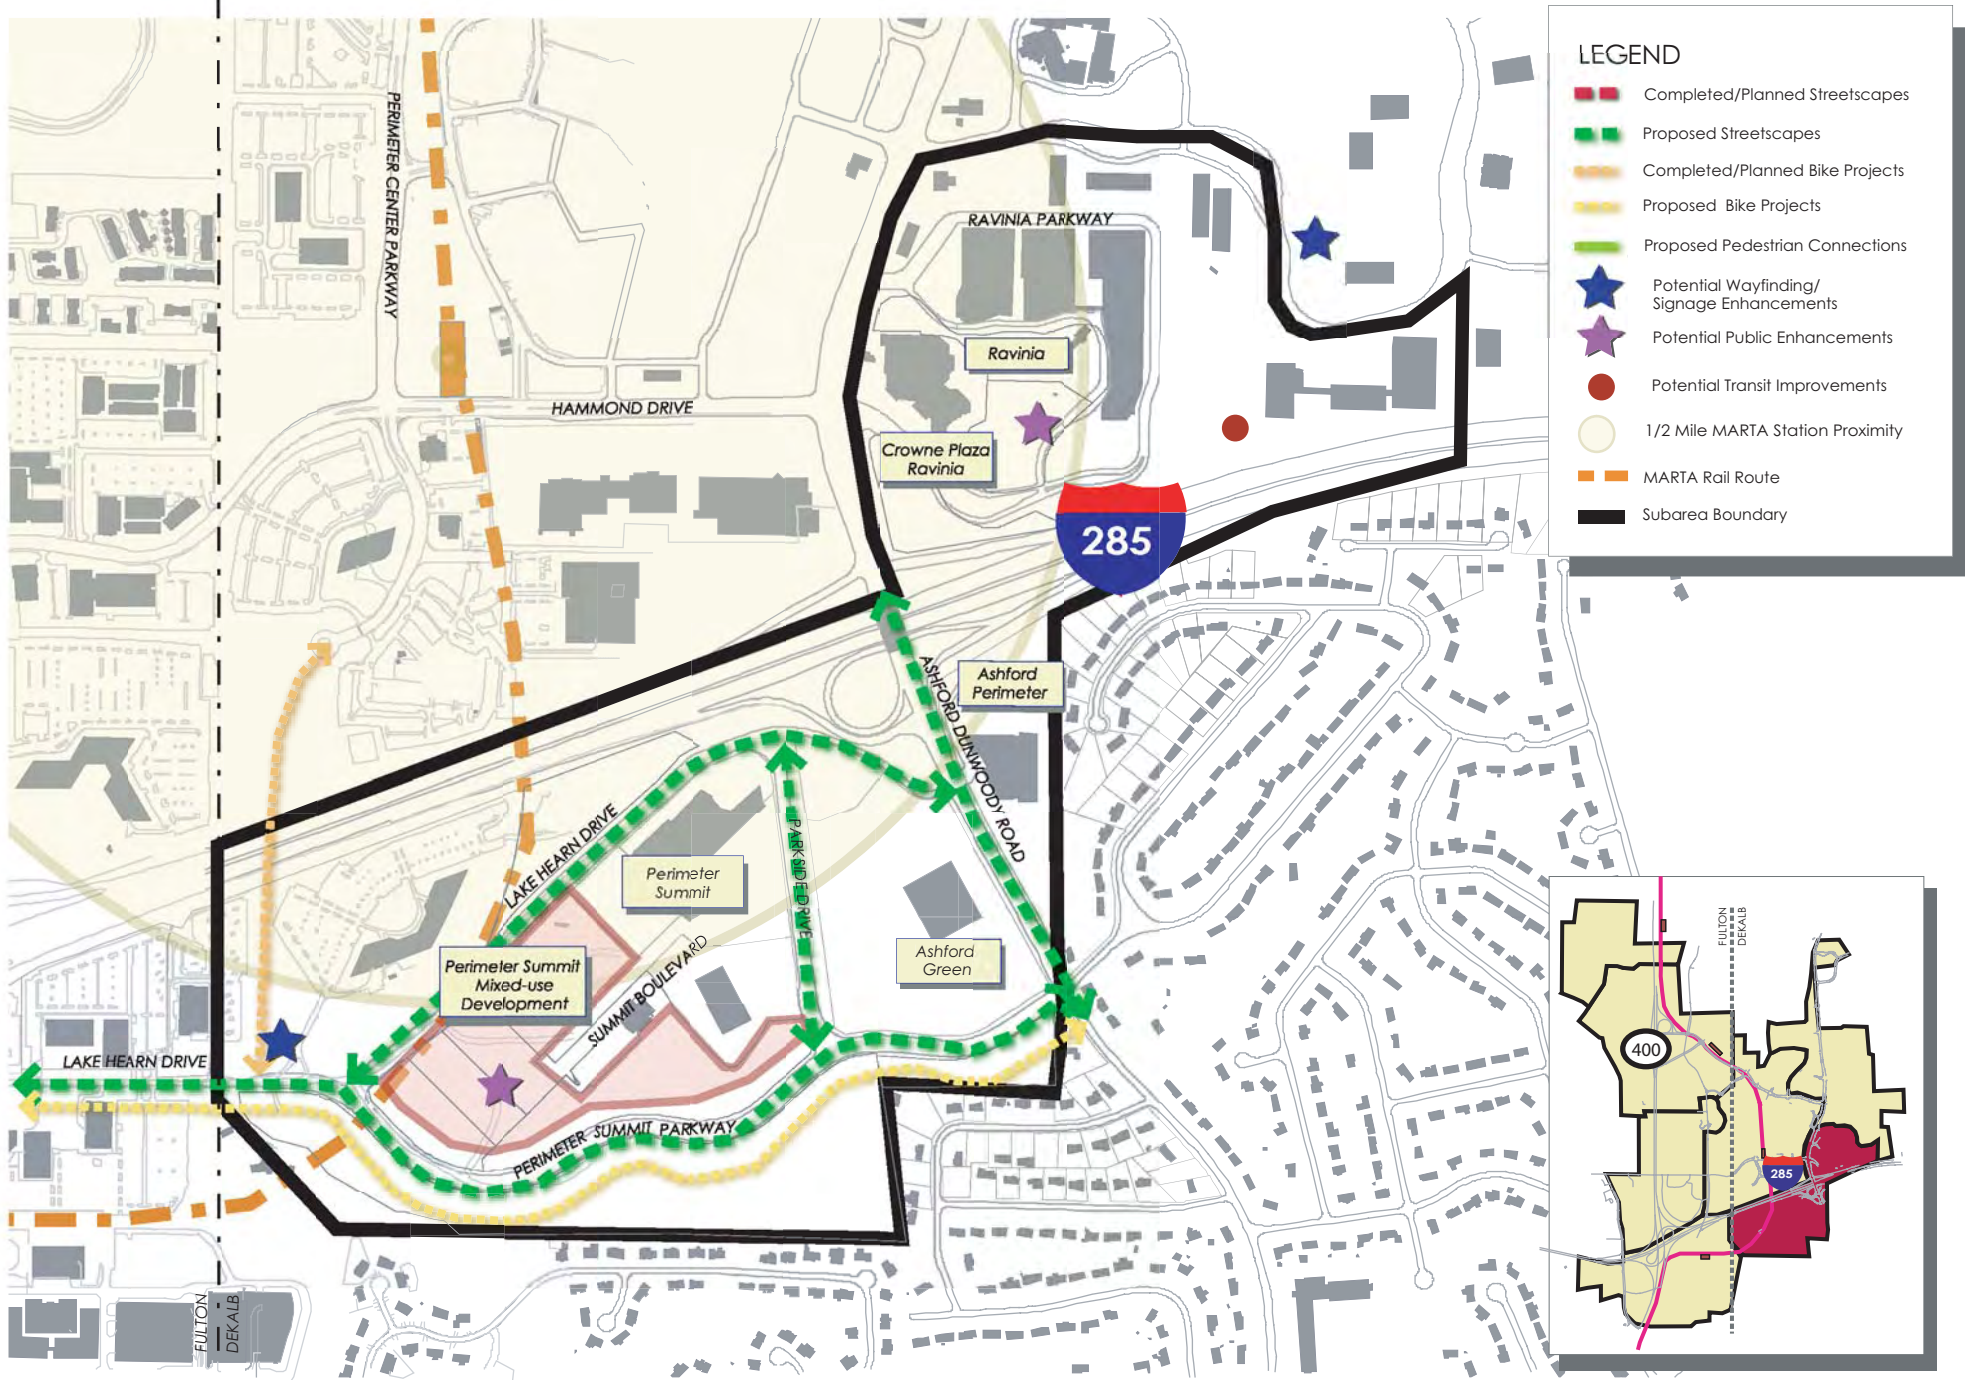 LEGEND
Completed/Planned Streetscapes
Proposed Streetscapes
Completed/Planned Bike Projects
Proposed Bike Projects
Proposed Pedestrian Connections
Potential Wayfinding/
Signage Enhancements
Potential Public Enhancements
Potential Transit Improvements
1/2 Mile MARTA Station Proximity
MARTA Rail Route
Subarea Boundary
PERIMETER CENTER PARKWAY
RAVINIA PARKWAY
Ravinia
HAMMOND DRIVE
Crowne Plaza
Ravinia
285
ASHFORD DUNWOODY ROAD
Ashford
Perimeter
LAKE HEARN DRIVE
PARKSIDE DRIVE
Perimeter
Summit
SUMMIT BOULEVARD
Ashford
Green
Perimeter Summit
Mixed-use
Development
LAKE HEARN DRIVE
PERIMETER SUMMIT PARKWAY
FULTON
DEKALB
FULTON
DEKALB
400
285